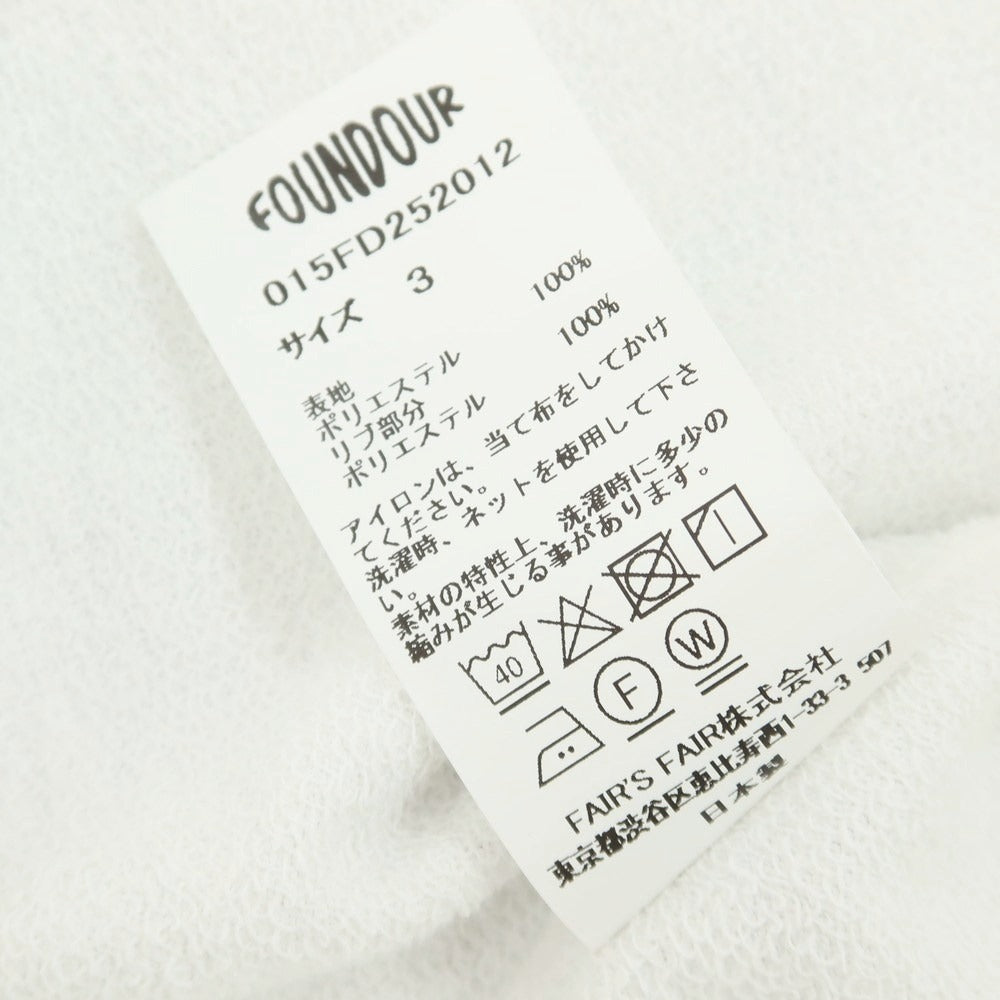 FOUNDOUR
015FD252012
サイズ 3
表地
ポリエステル 100%
リブ部分
ポリエステル 100%
アイロンは、当て布をしてかけ
てください。
洗濯時、ネットを使用して下さ
い。
素材の特性上、洗濯時に多少の
縮みが生じる事があります。
40
F W
FAIR'S FAIR株式会社
東京都渋谷区恵比寿西1-33-3 507
日本製